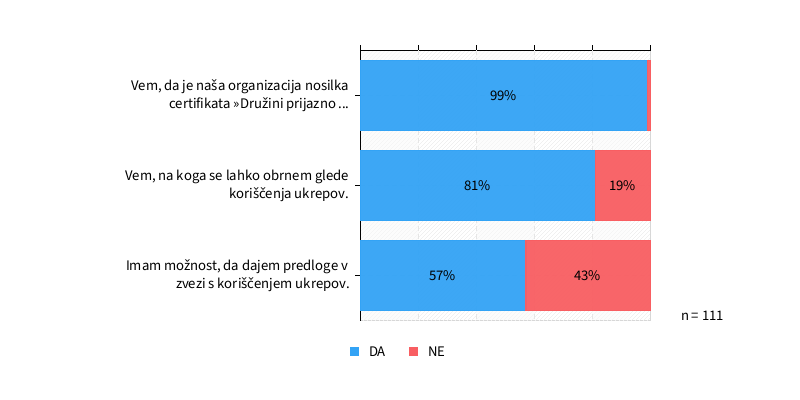 Vem, da je naša organizacija nosilka
certifikata »Družini prijazno ...
99%
Vem, na koga se lahko obrnem glede
koriščenja ukrepov.
81%
19%
Imam možnost, da dajem predloge v
zvezi s koriščenjem ukrepov.
57%
43%
n = 111
DA
NE